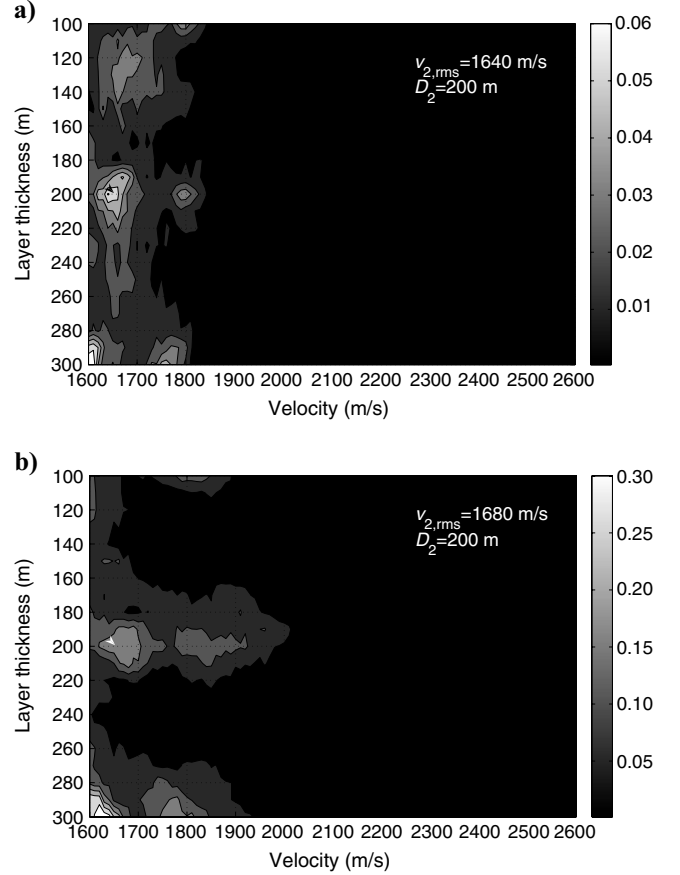 a)
100
120
140
160
180
200
220
240
260
280
300
Layer thickness (m)
v2,rms=1640 m/s
D2=200 m
0.06
0.04
0.03
0.02
0.01
1600 1700 1800 1900 2000 2100 2200 2300 2400 2500 2600
Velocity (m/s)
b)
100
120
140
160
180
200
220
240
260
280
300
Layer thickness (m)
v2,rms=1680 m/s
D2=200 m
0.30
0.20
0.15
0.10
0.05
1600 1700 1800 1900 2000 2100 2200 2300 2400 2500 2600
Velocity (m/s)